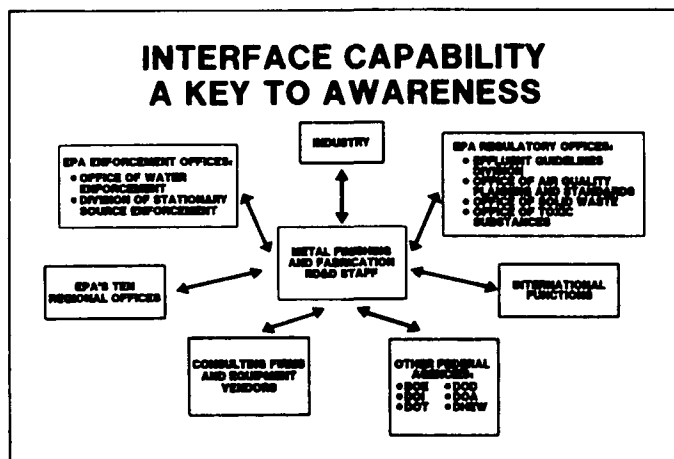 INTERFACE CAPABILITY
A KEY TO AWARENESS
INDUSTRY
EPA ENFORCEMENT OFFICES:
• OFFICE OF WATER
ENFORCEMENT
• DIVISION OF STATIONARY
SOURCE ENFORCEMENT
EPA REGULATORY OFFICES:
• EFFLUENT GUIDELINES
DIVISION
• OFFICE OF AIR QUALITY
PLANNING AND STANDARDS
• OFFICE OF SOLID WASTE
• OFFICE OF TOXIC
SUBSTANCES
METAL FINISHING
AND FABRICATION
RD&D STAFF
EPA'S TEN
REGIONAL OFFICES
INTERNATIONAL
FUNCTIONS
CONSULTING FIRMS
AND EQUIPMENT
VENDORS
OTHER FEDERAL
AGENCIES:
• DOE • DOD
• DOI • DOA
• DOT • DHEW